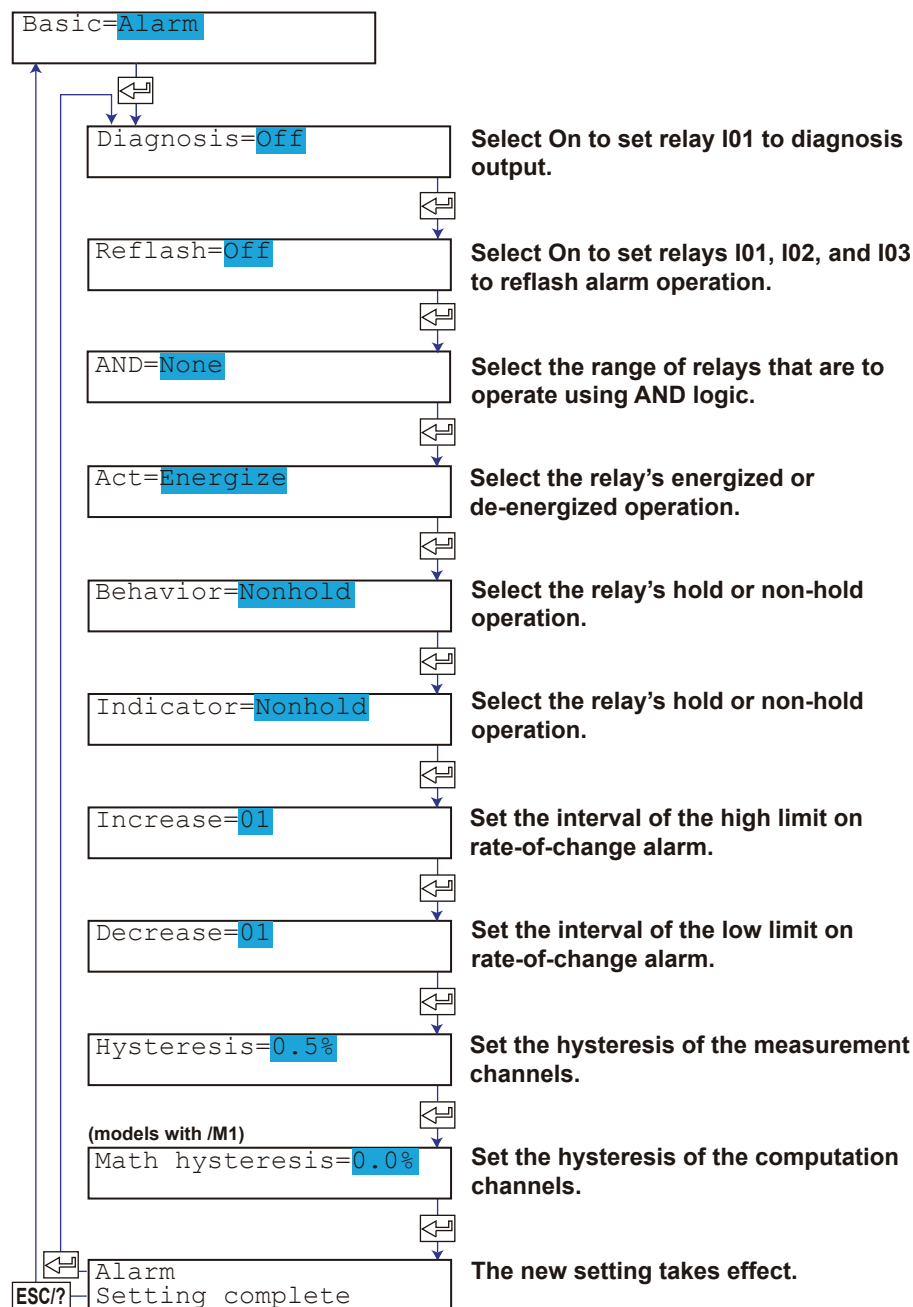 Basic=Alarm
Diagnosis=Off
Select On to set relay I01 to diagnosis
output.
Reflash=Off
Select On to set relays I01, I02, and I03
to reflash alarm operation.
AND=None
Select the range of relays that are to
operate using AND logic.
Act=Energize
Select the relay’s energized or
de-energized operation.
Behavior=Nonhold
Select the relay’s hold or non-hold
operation.
Indicator=Nonhold
Select the relay’s hold or non-hold
operation.
Increase=01
Set the interval of the high limit on
rate-of-change alarm.
Decrease=01
Set the interval of the low limit on
rate-of-change alarm.
Hysteresis=0.5%
Set the hysteresis of the measurement
channels.
(models with /M1)
Math hysteresis=0.0%
Set the hysteresis of the computation
channels.
Alarm
Setting complete
The new setting takes effect.
ESC/?